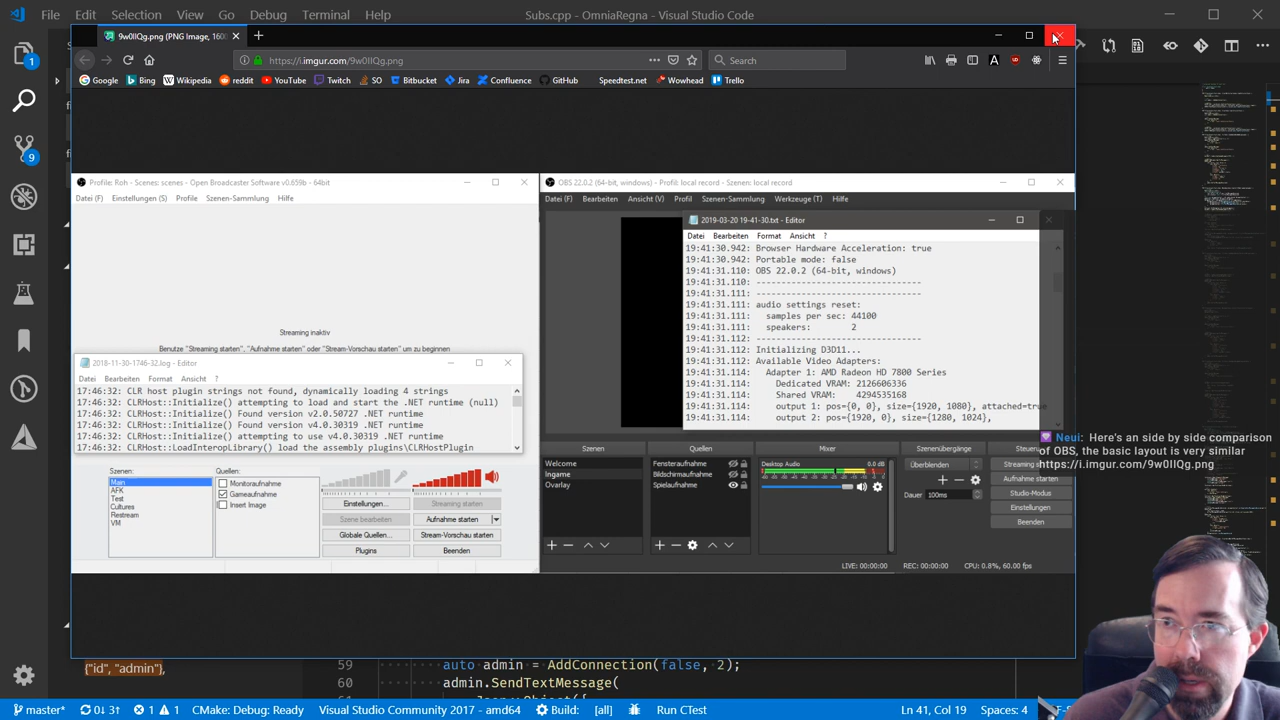 File Edit Selection View Go Debug Terminal Help
Subs.cpp - OmniaRegna - Visual Studio Code
9w0IIQg.png (PNG Image, 160
https://i.imgur.com/9w0IIQg.png
Search
Google Bing Wikipedia reddit YouTube Twitch SO Bitbucket Jira Confluence GitHub Speedtest.net Wowhead Trello
Profile: Roh - Scenes: scenes - Open Broadcaster Software v0.659b - 64bit
Datei (F) Einstellungen (S) Profile Szenen-Sammlung Hilfe
Streaming inaktiv
Benutze "Streaming starten", "Aufnahme starten" oder "Stream-Vorschau starten" um zu beginnen
2018-11-30-1746-32.log - Editor
Datei Bearbeiten Format Ansicht ?
17:46:32: CLR host plugin strings not found, dynamically loading 4 strings
17:46:32: CLRHost::Initialize() attempting to load and start the .NET runtime (null)
17:46:32: CLRHost::Initialize() Found version v2.0.50727 .NET runtime
17:46:32: CLRHost::Initialize() Found version v4.0.30319 .NET runtime
17:46:32: CLRHost::Initialize() attempting to use v4.0.30319 .NET runtime
17:46:32: CLRHost::LoadInteropLibrary() load the assembly plugins\CLRHostPlugin
Szenen:
Main
AFK
Test
Cultures
Restream
VM
Quellen:
Monitoraufnahme
Gameaufnahme
Insert Image
Einstellungen...
Streaming starten
Szene bearbeiten
Aufnahme starten
Globale Quellen...
Stream-Vorschau starten
Plugins
Beenden
OBS 22.0.2 (64-bit, windows) - Profil: local record - Szenen: local record
Datei (F) Bearbeiten Ansicht (V) Profil Szenen-Sammlung Werkzeuge (T) Hilfe
2019-03-20 19-41-30.txt - Editor
Datei Bearbeiten Format Ansicht ?
19:41:30.942: Browser Hardware Acceleration: true
19:41:30.942: Portable mode: false
19:41:31.110: OBS 22.0.2 (64-bit, windows)
19:41:31.110: ---------------------------------
19:41:31.111: ---------------------------------
19:41:31.111: audio settings reset:
19:41:31.111: samples per sec: 44100
19:41:31.111: speakers: 2
19:41:31.112: ---------------------------------
19:41:31.112: Initializing D3D11...
19:41:31.112: Available Video Adapters:
19:41:31.114: Adapter 1: AMD Radeon HD 7800 Series
19:41:31.114: Dedicated VRAM: 2126606336
19:41:31.114: Shared VRAM: 4294535168
19:41:31.114: output 1: pos={0, 0}, size={1920, 1080}, attached=true
19:41:31.114: output 2: pos={1920, 0}, size={1280, 1024},
Szenen
Welcome
Ingame
Overlay
Quellen
Fensteraufnahme
Bildschirmaufnahme
Spielaufnahme
Mixer
Desktop Audio 0.0 dB
Szenenübergänge
Überblenden
Dauer 100ms
Steuer
Streaming s
Aufnahme starten
Studio-Modus
Einstellungen
Beenden
LIVE: 00:00:00 REC: 00:00:00 CPU: 0.8%, 60.00 fps
Neui: Here's an side by side comparison
of OBS, the basic layout is very similar
https://i.imgur.com/9w0IIQg.png
{"id", "admin"},
59 auto admin = AddConnection(false, 2);
60 admin.SendTextMessage(
master* 0↓ 3↑ 1 1 CMake: Debug: Ready Visual Studio Community 2017 - amd64 Build: [all] Run CTest Ln 41, Col 19 Spaces: 4